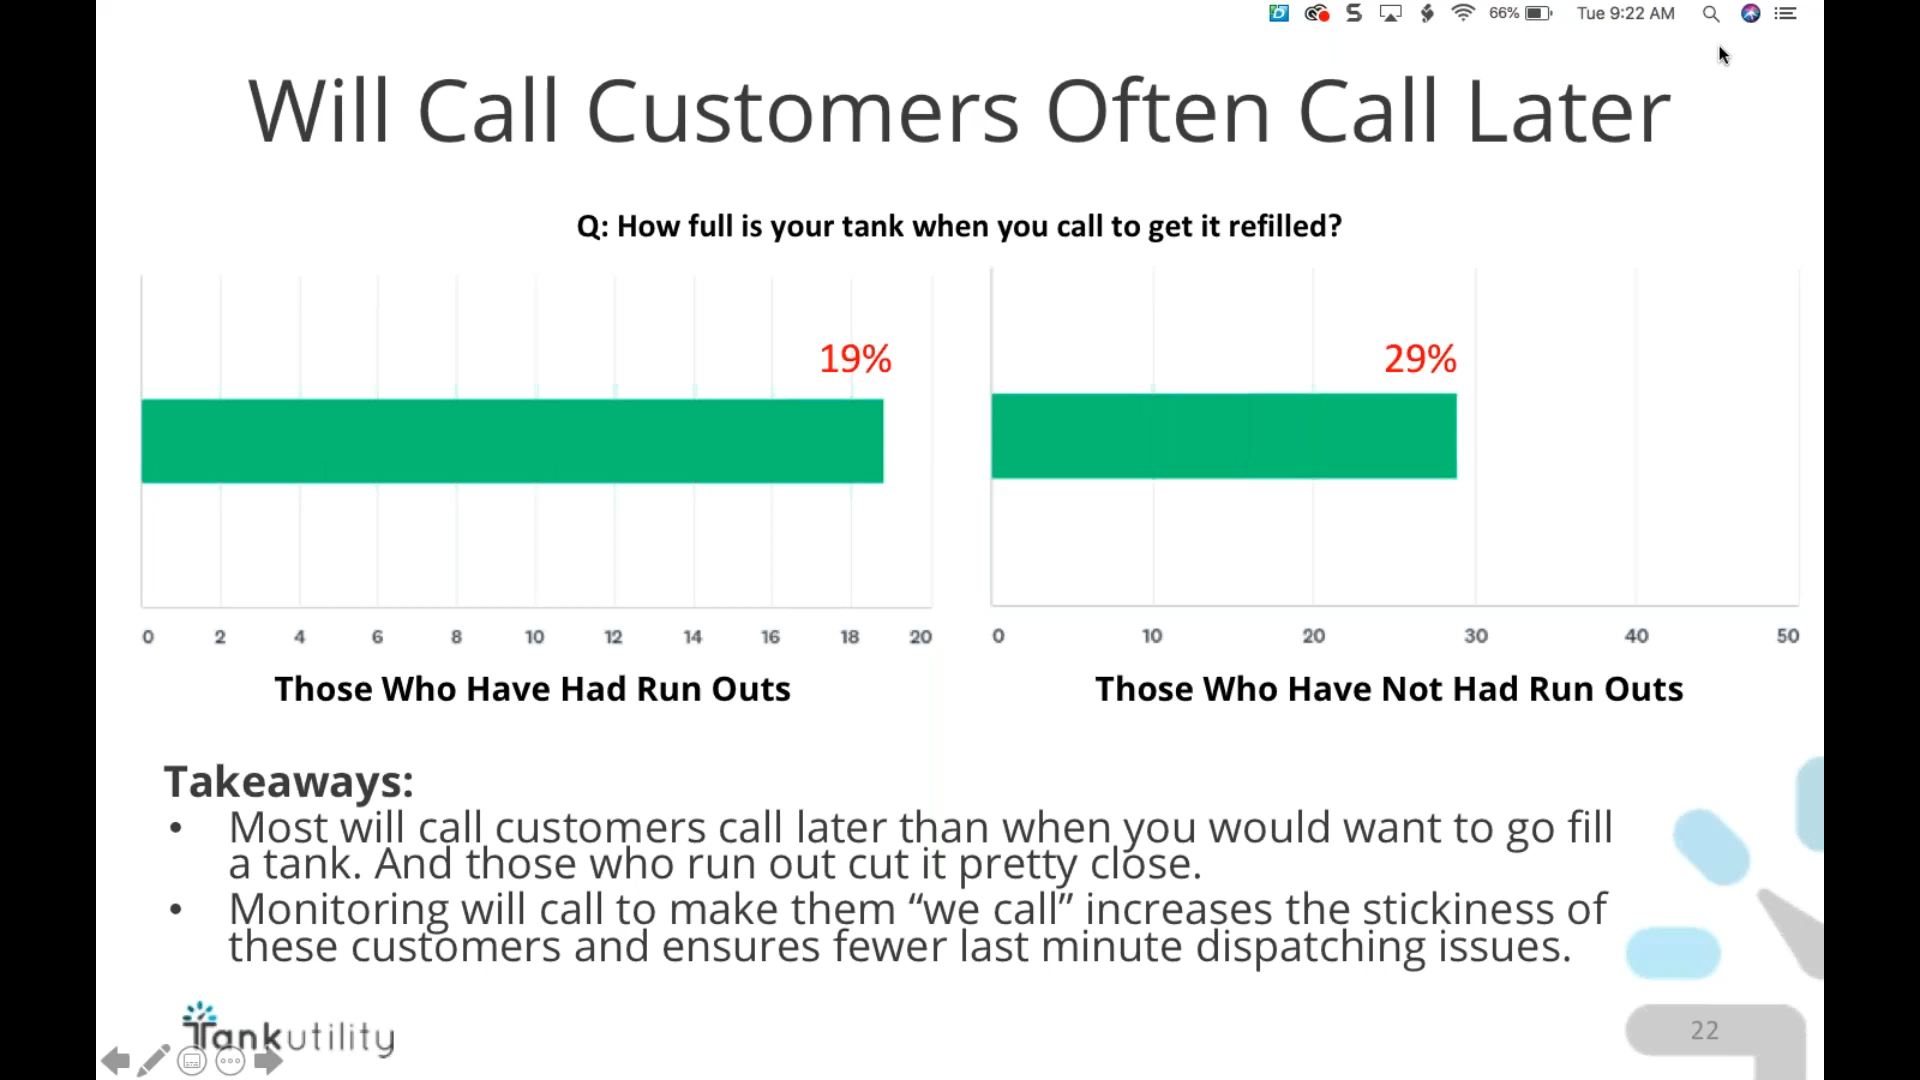 66% Tue 9:22 AM
Will Call Customers Often Call Later
Q: How full is your tank when you call to get it refilled?
19%
29%
0 2 4 6 8 10 12 14 16 18 20
0 10 20 30 40 50
Those Who Have Had Run Outs
Those Who Have Not Had Run Outs
Takeaways:
• Most will call customers call later than when you would want to go fill
a tank. And those who run out cut it pretty close.
• Monitoring will call to make them “we call” increases the stickiness of
these customers and ensures fewer last minute dispatching issues.
Tankutility
22